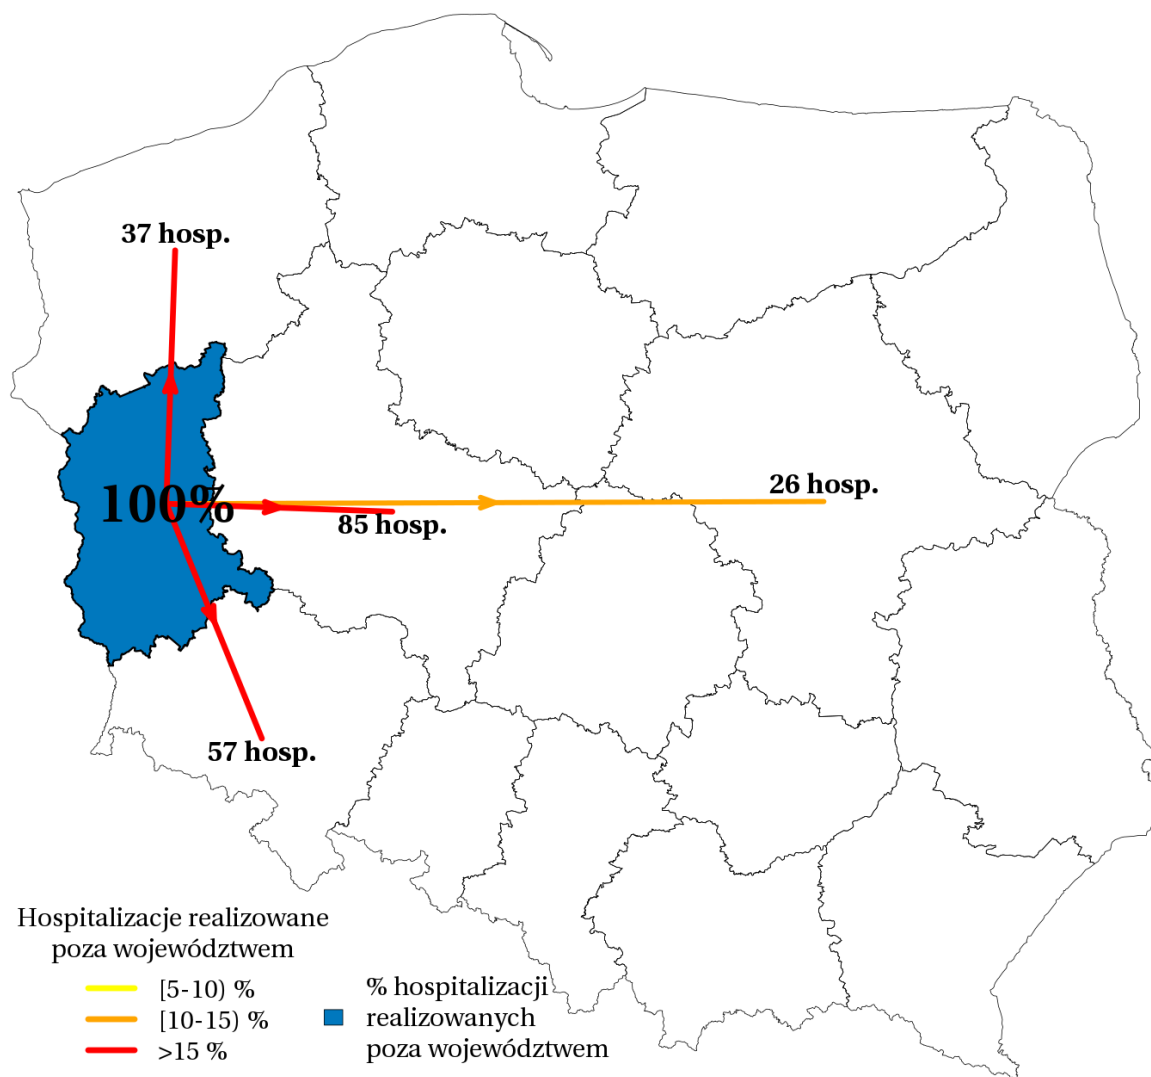 37 hosp.
100%
26 hosp.
85 hosp.
57 hosp.
Hospitalizacje realizowane
poza województwem
[5-10) %
[10-15) %
>15 %
% hospitalizacji
realizowanych
poza województwem